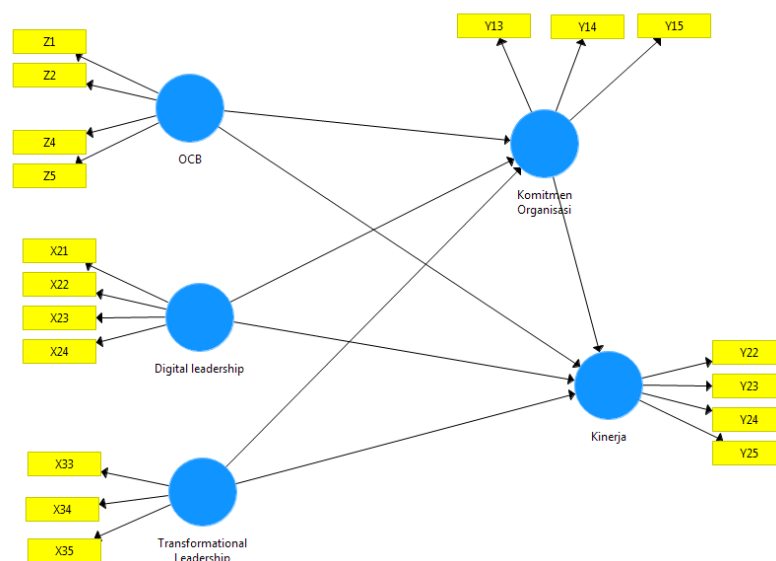 Z1
Z2
Z4
Z5
OCB
Y13
Y14
Y15
Komitmen
Organisasi
X21
X22
X23
X24
Digital leadership
Y22
Y23
Y24
Y25
Kinerja
X33
X34
X35
Transformational
Leadership